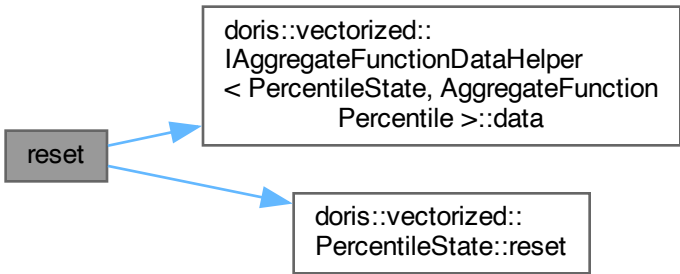 reset
doris::vectorized::
IAggregateFunctionDataHelper
< PercentileState, AggregateFunction
Percentile >::data
doris::vectorized::
PercentileState::reset